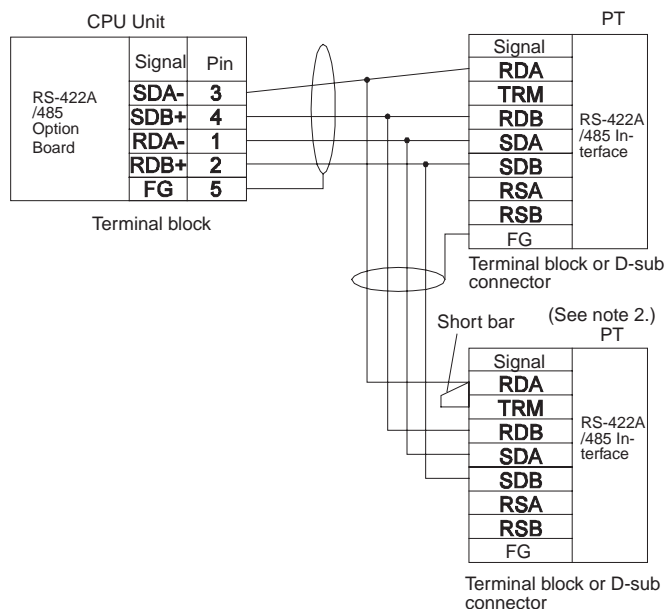 CPU Unit
Signal Pin
RS-422A
/485
Option
Board
SDA- 3
SDB+ 4
RDA- 1
RDB+ 2
FG 5
Terminal block
PT
Signal
RDA
TRM
RDB
SDA
SDB
RSA
RSB
FG
RS-422A
/485 In-
terface
Terminal block or D-sub
connector
Short bar
(See note 2.)
PT
Signal
RDA
TRM
RDB
SDA
SDB
RSA
RSB
FG
RS-422A
/485 In-
terface
Terminal block or D-sub
connector